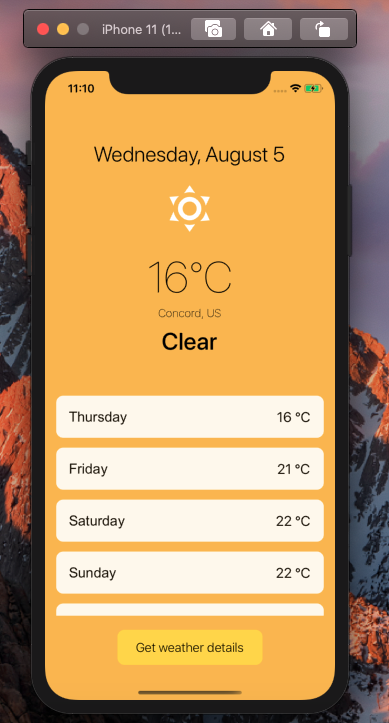 iPhone 11 (1...
11:10
Wednesday, August 5
16°C
Concord, US
Clear
Thursday 16 °C
Friday 21 °C
Saturday 22 °C
Sunday 22 °C
Get weather details